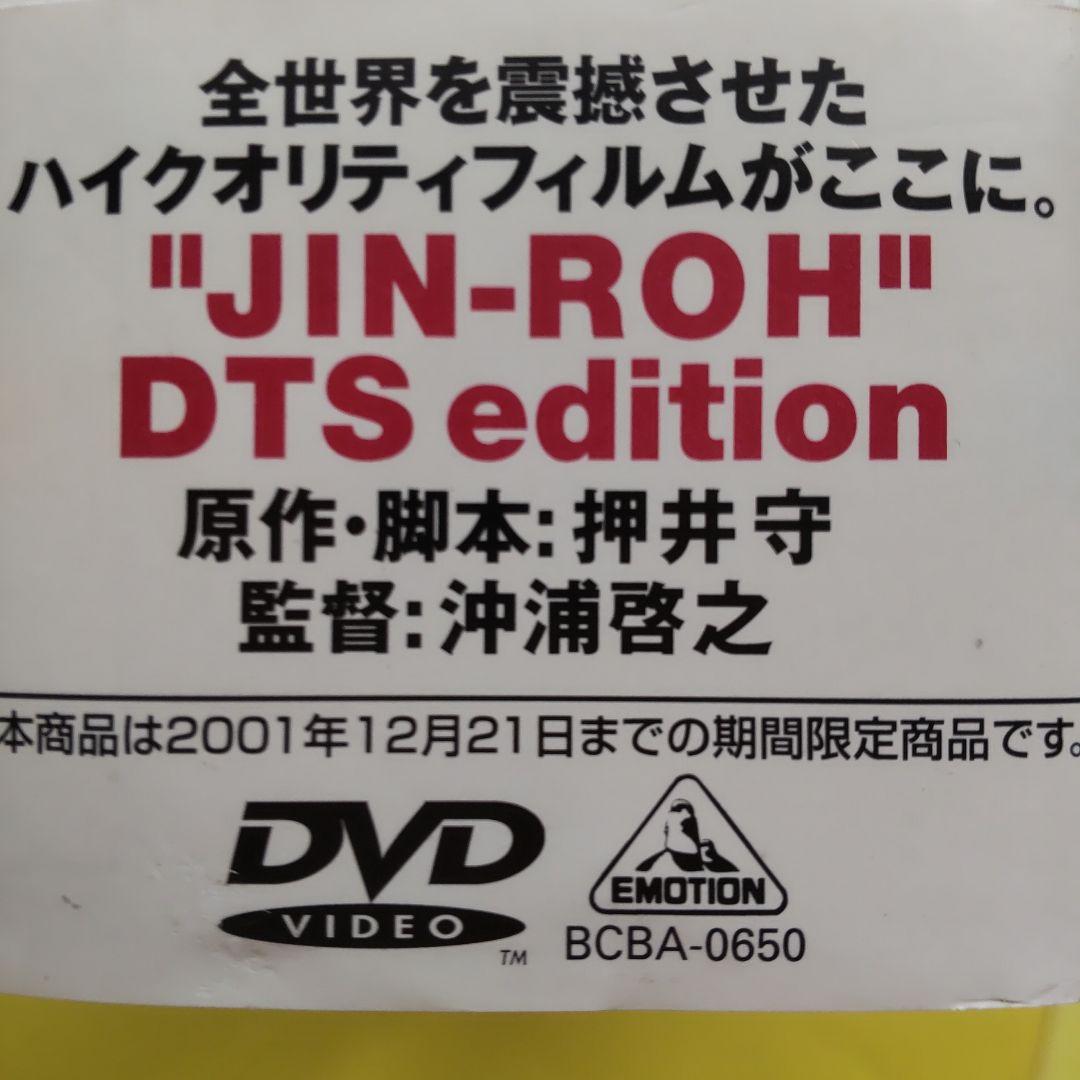 全世界を震撼させた
ハイクオリティフィルムがここに。
"JIN-ROH"
DTS edition
原作・脚本:押井守
監督:沖浦啓之
本商品は2001年12月21日までの期間限定商品です。
DVD
VIDEO
TM
EMOTION
BCBA-0650